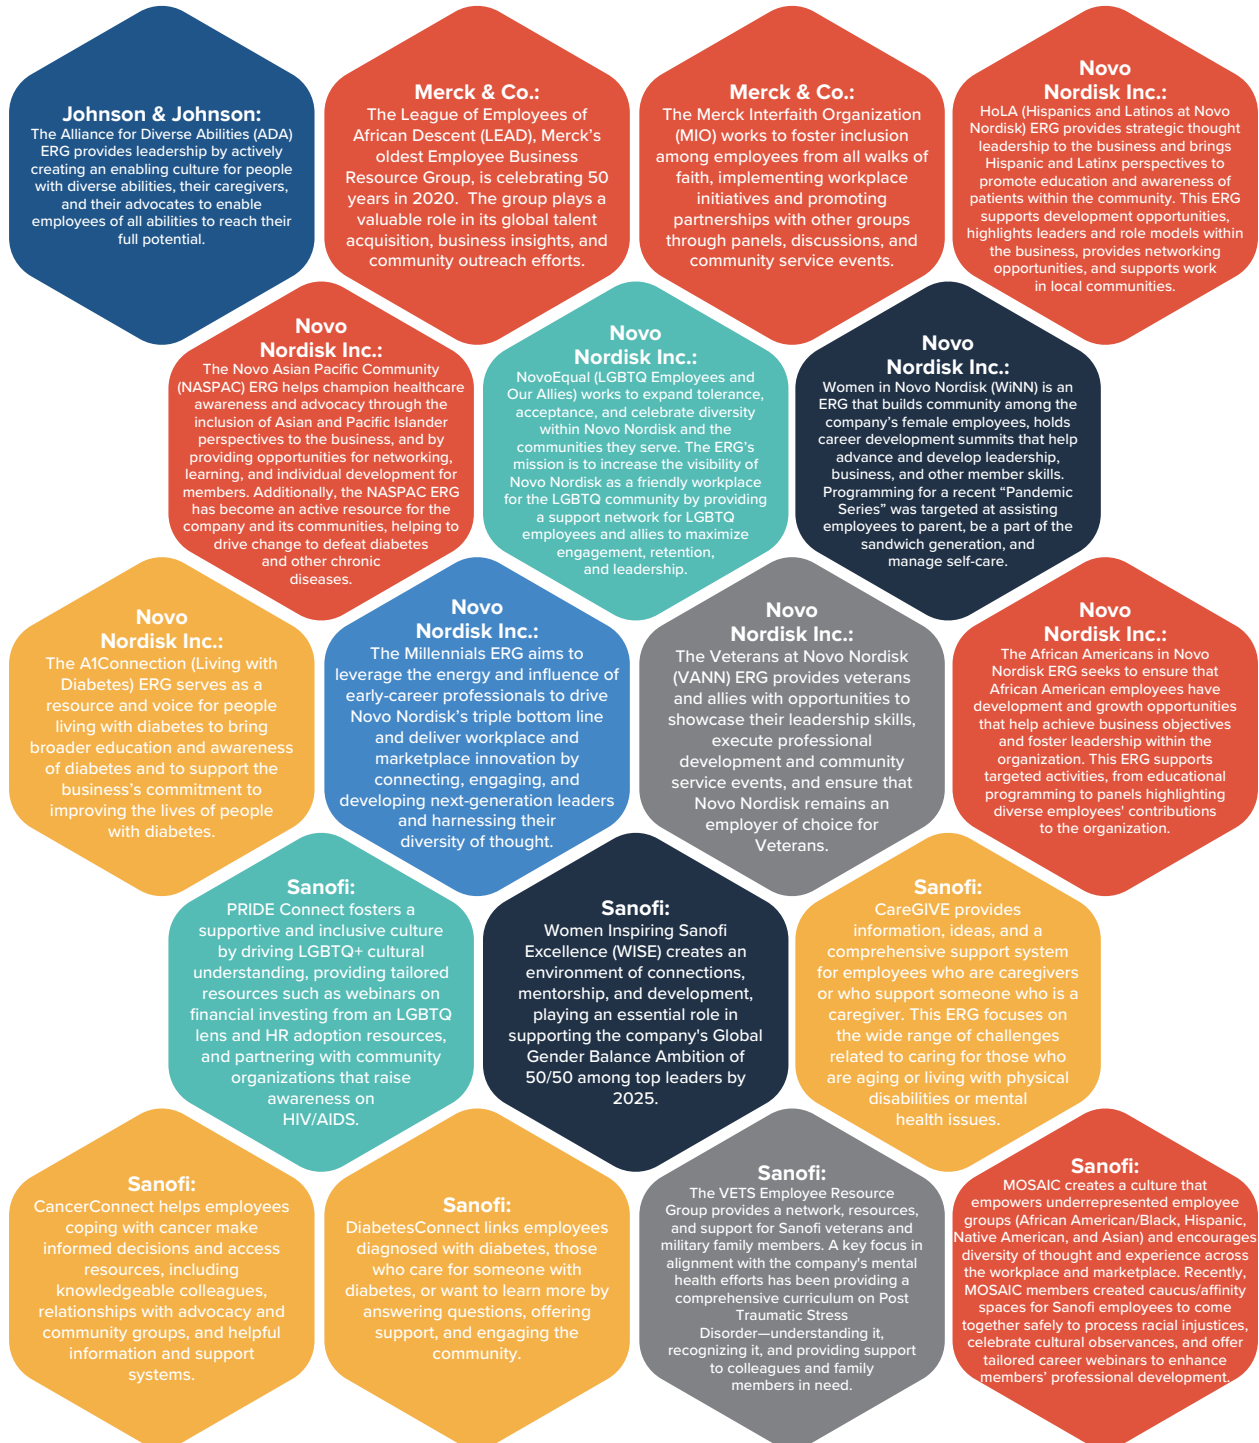 Johnson & Johnson:
The Alliance for Diverse Abilities (ADA)
ERG provides leadership by actively
creating an enabling culture for people
with diverse abilities, their caregivers,
and their advocates to enable
employees of all abilities to reach their
full potential.
Merck & Co.:
The League of Employees of
African Descent (LEAD), Merck’s
oldest Employee Business
Resource Group, is celebrating 50
years in 2020. The group plays a
valuable role in its global talent
acquisition, business insights, and
community outreach efforts.
Merck & Co.:
The Merck Interfaith Organization
(MIO) works to foster inclusion
among employees from all walks of
faith, implementing workplace
initiatives and promoting
partnerships with other groups
through panels, discussions, and
community service events.
Novo
Nordisk Inc.:
HoLA (Hispanics and Latinos at Novo
Nordisk) ERG provides strategic thought
leadership to the business and brings
Hispanic and Latinx perspectives to
promote education and awareness of
patients within the community. This ERG
supports development opportunities,
highlights leaders and role models within
the business, provides networking
opportunities, and supports work
in local communities.
Novo
Nordisk Inc.:
The Novo Asian Pacific Community
(NASPAC) ERG helps champion healthcare
awareness and advocacy through the
inclusion of Asian and Pacific Islander
perspectives to the business, and by
providing opportunities for networking,
learning, and individual development for
members. Additionally, the NASPAC ERG
has become an active resource for the
company and its communities, helping to
drive change to defeat diabetes
and other chronic
diseases.
Novo
Nordisk Inc.:
NovoEqual (LGBTQ Employees and
Our Allies) works to expand tolerance,
acceptance, and celebrate diversity
within Novo Nordisk and the
communities they serve. The ERG’s
mission is to increase the visibility of
Novo Nordisk as a friendly workplace
for the LGBTQ community by providing
a support network for LGBTQ
employees and allies to maximize
engagement, retention,
and leadership.
Novo
Nordisk Inc.:
Women in Novo Nordisk (WiNN) is an
ERG that builds community among the
company’s female employees, holds
career development summits that help
advance and develop leadership,
business, and other member skills.
Programming for a recent “Pandemic
Series” was targeted at assisting
employees to parent, be a part of the
sandwich generation, and
manage self-care.
Novo
Nordisk Inc.:
The A1Connection (Living with
Diabetes) ERG serves as a
resource and voice for people
living with diabetes to bring
broader education and awareness
of diabetes and to support the
business’s commitment to
improving the lives of people
with diabetes.
Novo
Nordisk Inc.:
The Millennials ERG aims to
leverage the energy and influence of
early-career professionals to drive
Novo Nordisk’s triple bottom line
and deliver workplace and
marketplace innovation by
connecting, engaging, and
developing next-generation leaders
and harnessing their
diversity of thought.
Novo
Nordisk Inc.:
The Veterans at Novo Nordisk
(VANN) ERG provides veterans
and allies with opportunities to
showcase their leadership skills,
execute professional
development and community
service events, and ensure that
Novo Nordisk remains an
employer of choice for
Veterans.
Novo
Nordisk Inc.:
The African Americans in Novo
Nordisk ERG seeks to ensure that
African American employees have
development and growth opportunities
that help achieve business objectives
and foster leadership within the
organization. This ERG supports
targeted activities, from educational
programming to panels highlighting
diverse employees' contributions
to the organization.
Sanofi:
PRIDE Connect fosters a
supportive and inclusive culture
by driving LGBTQ+ cultural
understanding, providing tailored
resources such as webinars on
financial investing from an LGBTQ
lens and HR adoption resources,
and partnering with community
organizations that raise
awareness on
HIV/AIDS.
Sanofi:
Women Inspiring Sanofi
Excellence (WISE) creates an
environment of connections,
mentorship, and development,
playing an essential role in
supporting the company's Global
Gender Balance Ambition of
50/50 among top leaders by
2025.
Sanofi:
CareGIVE provides
information, ideas, and a
comprehensive support system
for employees who are caregivers
or who support someone who is a
caregiver. This ERG focuses on
the wide range of challenges
related to caring for those who
are aging or living with physical
disabilities or mental
health issues.
Sanofi:
CancerConnect helps employees
coping with cancer make
informed decisions and access
resources, including
knowledgeable colleagues,
relationships with advocacy and
community groups, and helpful
information and support
systems.
Sanofi:
DiabetesConnect links employees
diagnosed with diabetes, those
who care for someone with
diabetes, or want to learn more by
answering questions, offering
support, and engaging the
community.
Sanofi:
The VETS Employee Resource
Group provides a network, resources,
and support for Sanofi veterans and
military family members. A key focus in
alignment with the company's mental
health efforts has been providing a
comprehensive curriculum on Post
Traumatic Stress
Disorder—understanding it,
recognizing it, and providing support
to colleagues and family
members in need.
Sanofi:
MOSAIC creates a culture that
empowers underrepresented employee
groups (African American/Black, Hispanic,
Native American, and Asian) and encourages
diversity of thought and experience across
the workplace and marketplace. Recently,
MOSAIC members created caucus/affinity
spaces for Sanofi employees to come
together safely to process racial injustices,
celebrate cultural observances, and offer
tailored career webinars to enhance
members’ professional development.